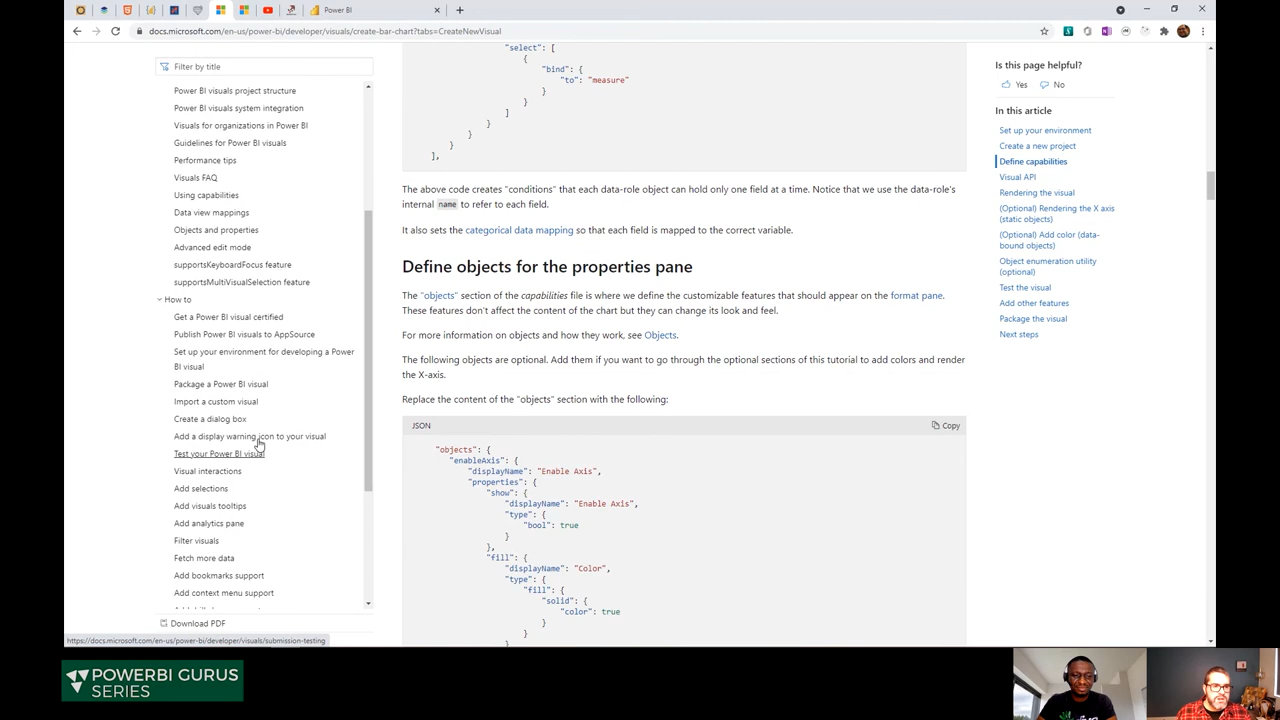 Power BI
docs.microsoft.com/en-us/power-bi/developer/visuals/create-bar-chart?tabs=CreateNewVisual
Filter by title
Power BI visuals project structure
Power BI visuals system integration
Visuals for organizations in Power BI
Guidelines for Power BI visuals
Performance tips
Visuals FAQ
Using capabilities
Data view mappings
Objects and properties
Advanced edit mode
supportsKeyboardFocus feature
supportsMultiVisualSelection feature
How to
Get a Power BI visual certified
Publish Power BI visuals to AppSource
Set up your environment for developing a Power
BI visual
Package a Power BI visual
Import a custom visual
Create a dialog box
Add a display warning icon to your visual
Test your Power BI visual
Visual interactions
Add selections
Add visuals tooltips
Add analytics pane
Filter visuals
Fetch more data
Add bookmarks support
Add context menu support
Download PDF
https://docs.microsoft.com/en-us/power-bi/developer/visuals/submission-testing
"select": [
{
"bind": {
"to": "measure"
}
}
]
}
}
}
],
The above code creates "conditions" that each data-role object can hold only one field at a time. Notice that we use the data-role's
internal name to refer to each field.
It also sets the categorical data mapping so that each field is mapped to the correct variable.
Define objects for the properties pane
The "objects" section of the capabilities file is where we define the customizable features that should appear on the format pane.
These features don't affect the content of the chart but they can change its look and feel.
For more information on objects and how they work, see Objects.
The following objects are optional. Add them if you want to go through the optional sections of this tutorial to add colors and render
the X-axis.
Replace the content of the "objects" section with the following:
JSON
Copy
"objects": {
"enableAxis": {
"displayName": "Enable Axis",
"properties": {
"show": {
"displayName": "Enable Axis",
"type": {
"bool": true
}
},
"fill": {
"displayName": "Color",
"type": {
"fill": {
"solid": {
"color": true
}
}
}
Is this page helpful?
Yes No
In this article
Set up your environment
Create a new project
Define capabilities
Visual API
Rendering the visual
(Optional) Rendering the X axis
(static objects)
(Optional) Add color (data-
bound objects)
Object enumeration utility
(optional)
Test the visual
Add other features
Package the visual
Next steps
POWERBI GURUS
SERIES